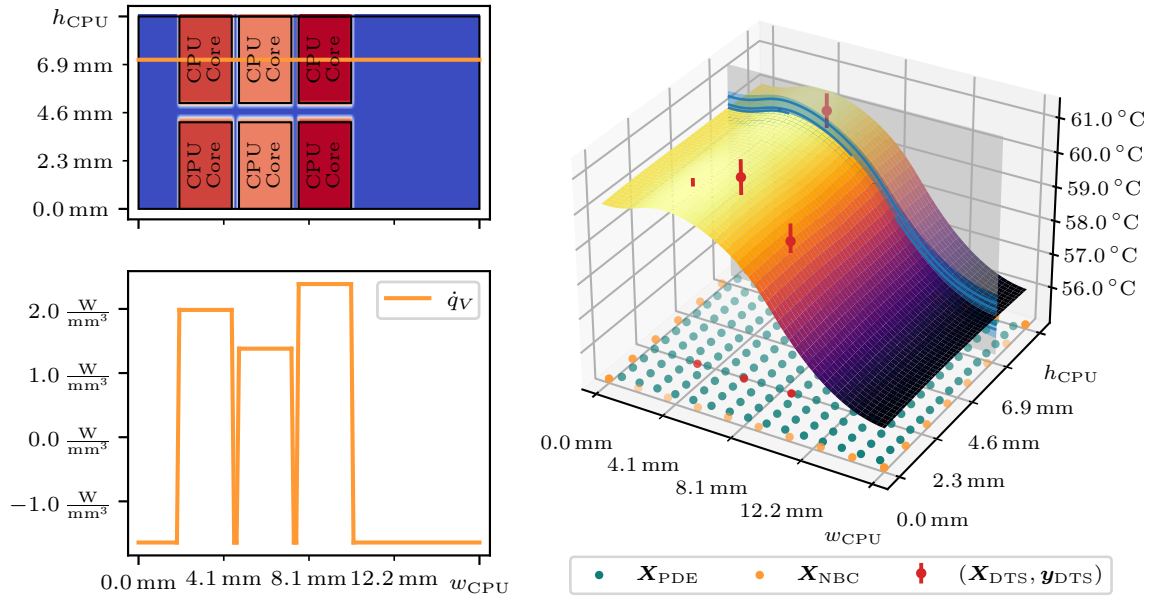 h_CPU
6.9 mm
4.6 mm
2.3 mm
0.0 mm
CPU Core
CPU Core
CPU Core
CPU Core
CPU Core
CPU Core
2.0 W/mm³
1.0 W/mm³
0.0 W/mm³
−1.0 W/mm³
q̇_V
0.0 mm 4.1 mm 8.1 mm 12.2 mm w_CPU
61.0 °C
60.0 °C
59.0 °C
58.0 °C
57.0 °C
56.0 °C
h_CPU
6.9 mm
4.6 mm
2.3 mm
0.0 mm
0.0 mm
4.1 mm
8.1 mm
12.2 mm
w_CPU
X_PDE X_NBC (X_DTS, y_DTS)